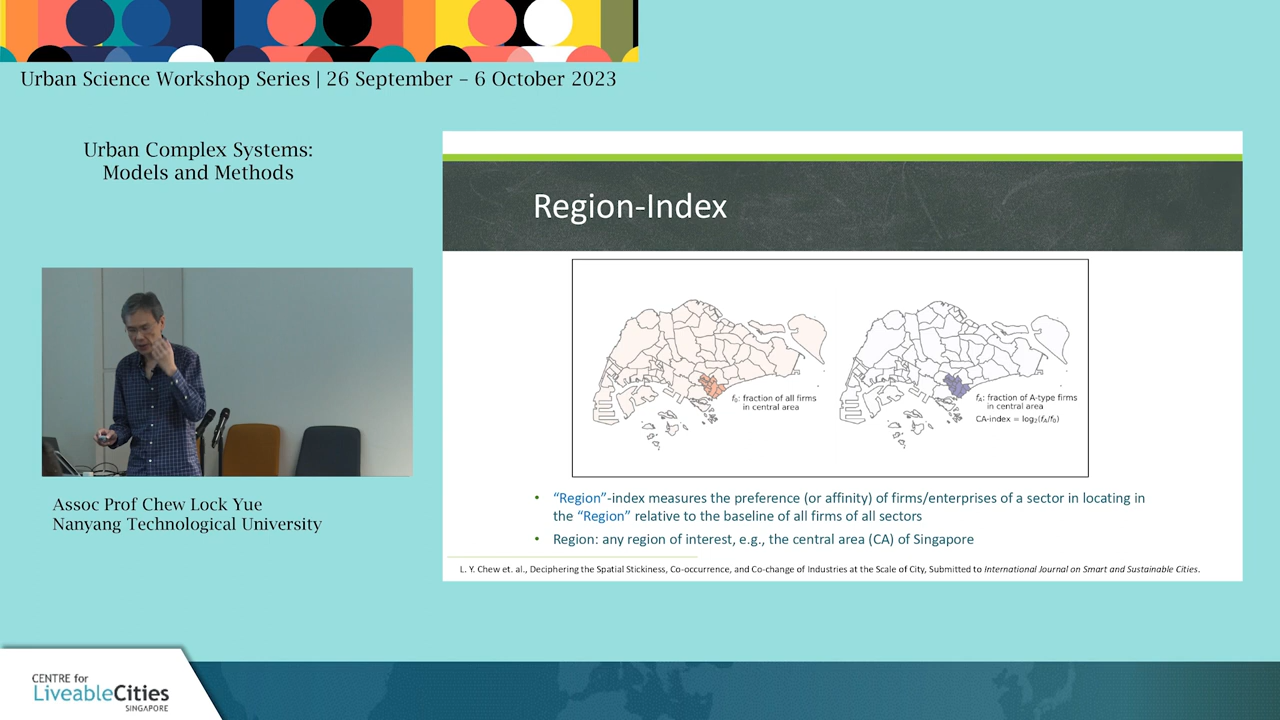 Urban Science Workshop Series | 26 September – 6 October 2023
Urban Complex Systems:
Models and Methods
Region-Index
f₀: fraction of all firms
in central area
f_A: fraction of A-type firms
in central area
CA-index = log₂(f_A/f₀)
• “Region”-index measures the preference (or affinity) of firms/enterprises of a sector in locating in
the “Region” relative to the baseline of all firms of all sectors
• Region: any region of interest, e.g., the central area (CA) of Singapore
L. Y. Chew et. al., Deciphering the Spatial Stickiness, Co-occurrence, and Co-change of Industries at the Scale of City, Submitted to International Journal on Smart and Sustainable Cities.
Assoc Prof Chew Lock Yue
Nanyang Technological University
CENTRE for
LiveableCities
SINGAPORE